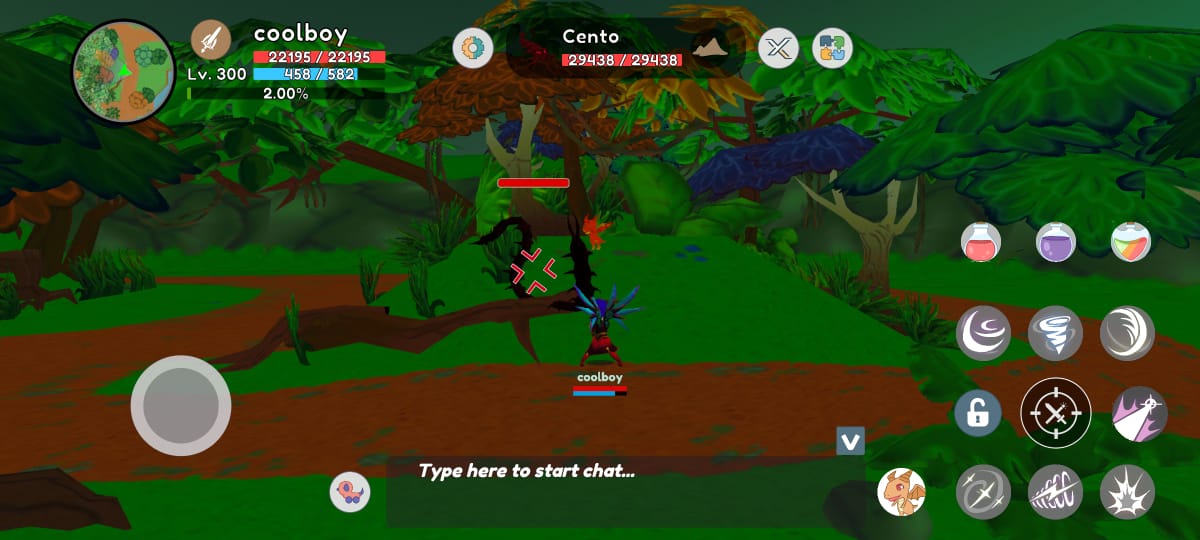 coolboy
22195 / 22195
Lv. 300
458 / 582
2.00%
Cento
29438 / 29438
coolboy
Type here to start chat...